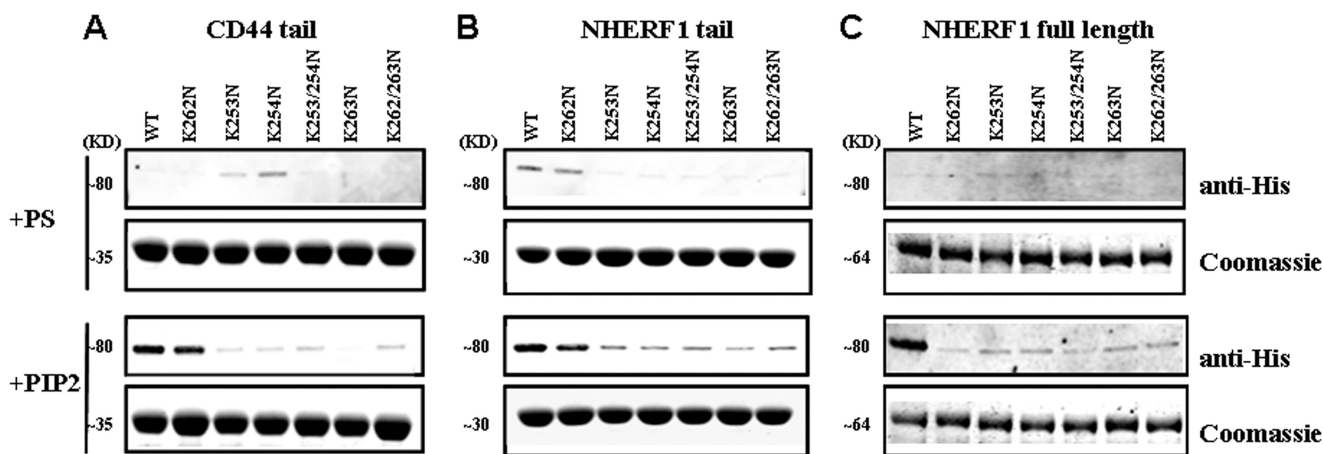 A CD44 tail B NHERF1 tail C NHERF1 full length
WT K262N K253N K254N K253/254N K263N K262/263N WT K262N K253N K254N K253/254N K263N K262/263N WT K262N K253N K254N K253/254N K263N K262/263N
(KD) (KD) (KD)
~80 ~80 ~80 anti-His
+PS
~35 ~30 ~64 Coomassie
~80 ~80 ~80 anti-His
+PIP2
~35 ~30 ~64 Coomassie